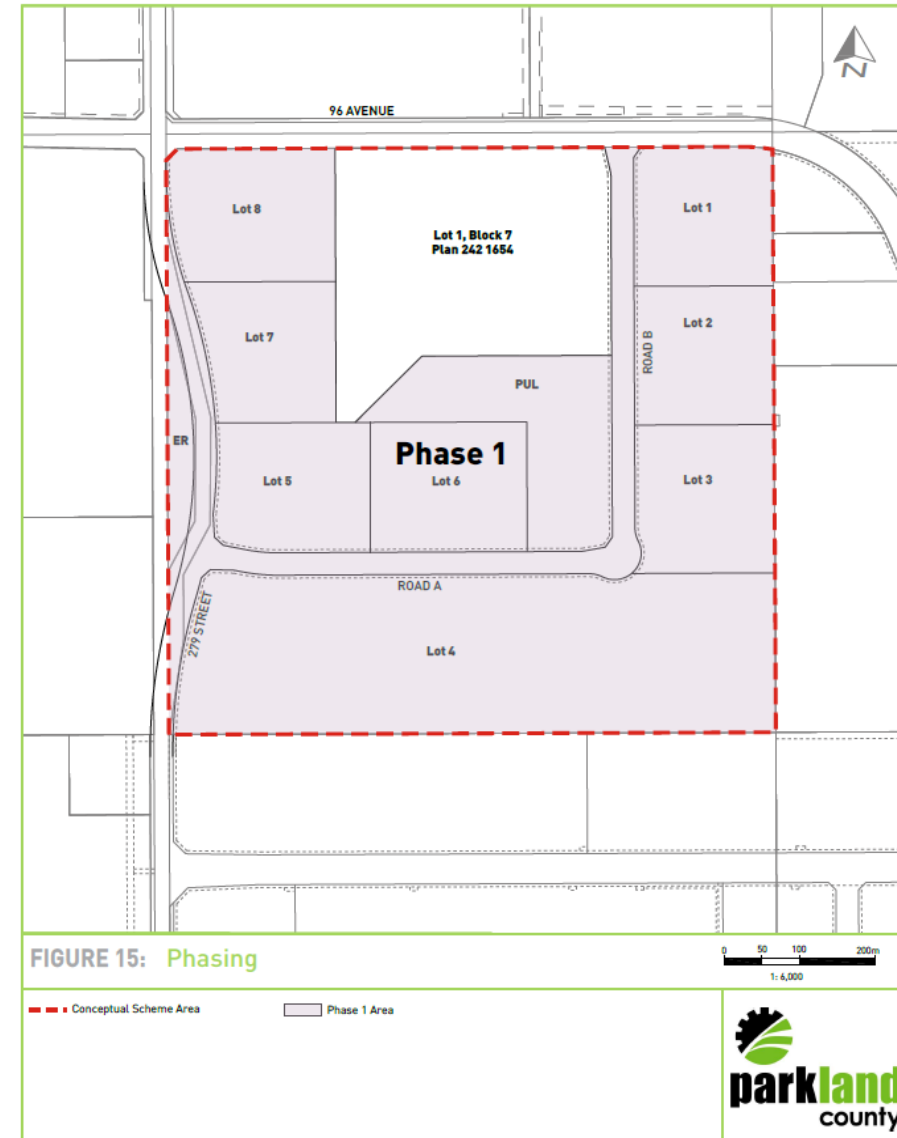 N
96 AVENUE
Lot 8
Lot 1
Lot 1, Block 7
Plan 242 1654
Lot 7
Lot 2
ROAD B
PUL
ER
Phase 1
Lot 5
Lot 6
Lot 3
ROAD A
279 STREET
Lot 4
FIGURE 15: Phasing
0 50 100 200m
1: 6,000
Conceptual Scheme Area
Phase 1 Area
parkland
county